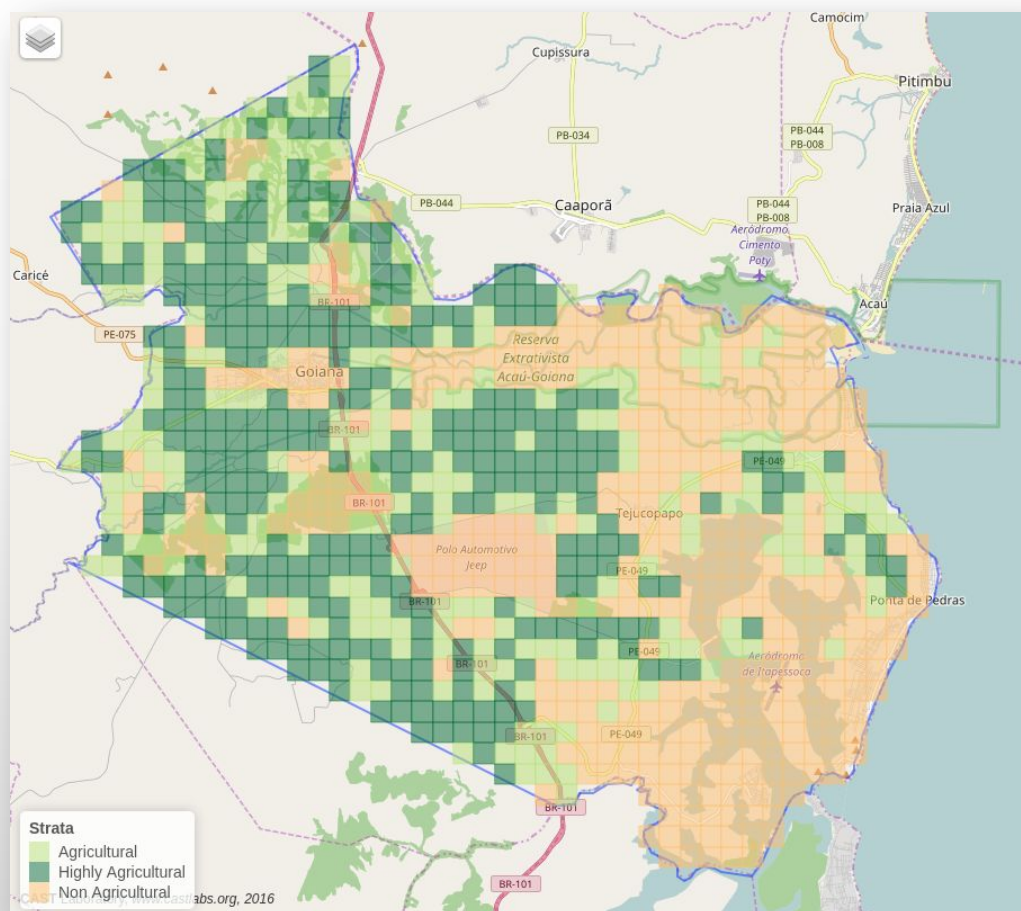 Camocim
Cupissura
Pitimbu
PB-034
PB-044
PB-008
PB-044
Caaporã
PB-044
PB-008
Praia Azul
Aeródromo
Cimento
Poty
Caricé
BR-101
Acaú
PE-075
Reserva
Extrativista
Acaú-Goiana
Goiana
BR-101
PE-049
BR-101
Tejucopapo
Polo Automotivo
Jeep
PE-049
BR-101
Ponta de Pedras
PE-049
BR-101
Aeródromo
de Itapessoca
BR-101
PE-049
BR-101
Strata
Agricultural
Highly Agricultural
Non Agricultural
BR-101
CAST Laboratory, www.castlabs.org, 2016